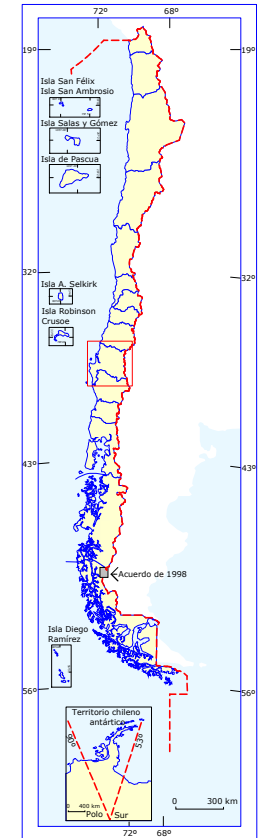 72º 68º
19º 19º
Isla San Félix
Isla San Ambrosio
Isla Salas y Gómez
Isla de Pascua
32º 32º
Isla A. Selkirk
Isla Robinson
Crusoe
43º 43º
Acuerdo de 1998
Isla Diego
Ramírez
56º 56º
Territorio chileno
antártico
90º 53º
0 400 km
Polo Sur
0 300 km
72º 68º